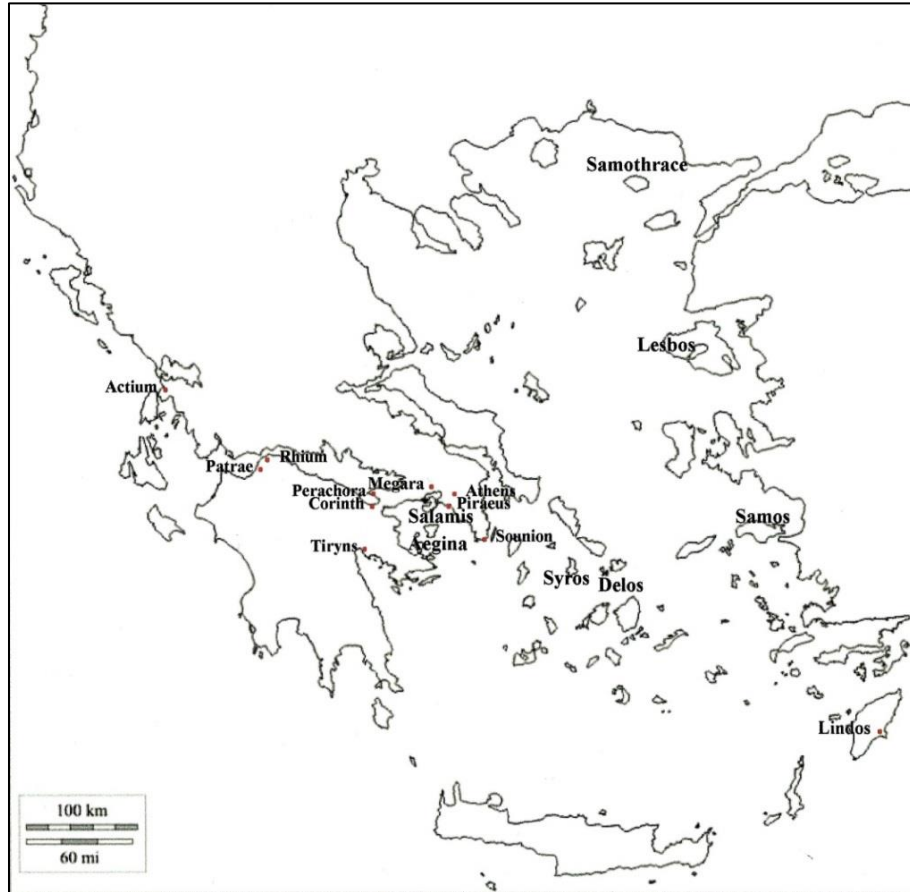 Samothrace
Lesbos
Actium
Rhium
Patrae
Megara
Perachora
Athens
Corinth
Piraeus
Salamis
Samos
Sounion
Aegina
Tiryns
Syros
Delos
Lindos
100 km
60 mi